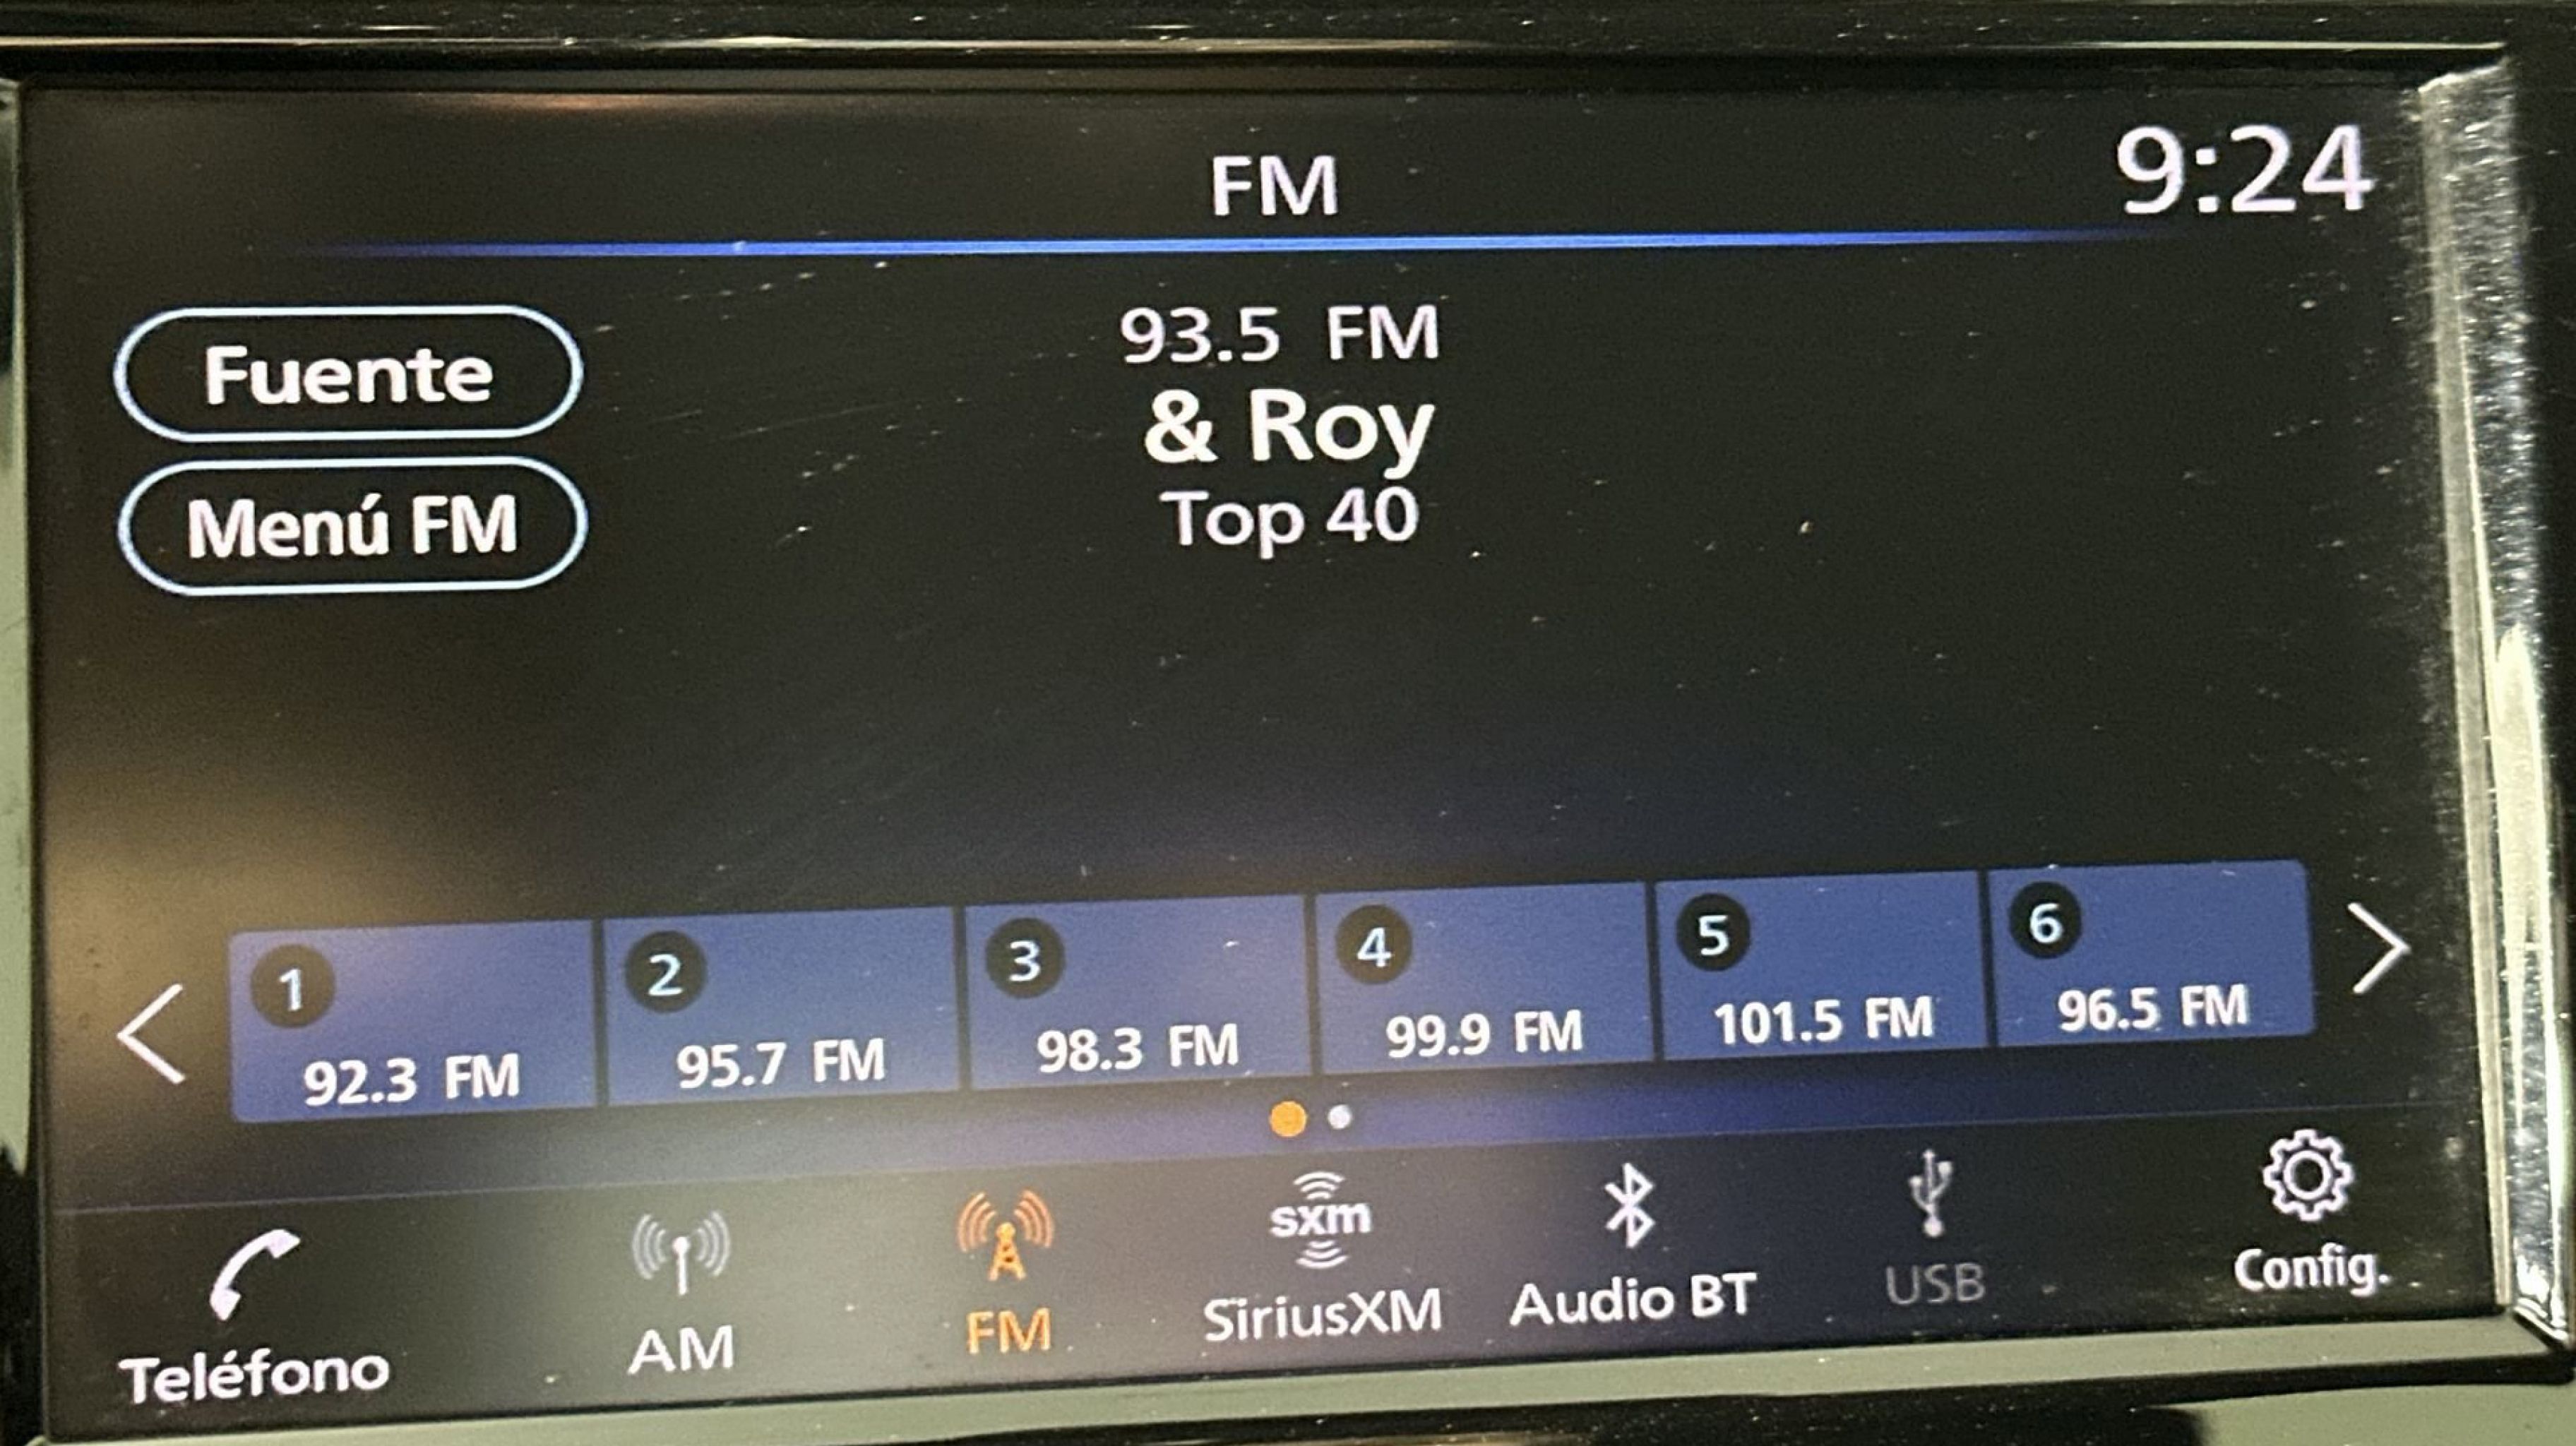 FM
9:24
Fuente
Menú FM
93.5 FM
& Roy
Top 40
1
92.3 FM
2
95.7 FM
3
98.3 FM
4
99.9 FM
5
101.5 FM
6
96.5 FM
Teléfono
AM
FM
sxm
SiriusXM
Audio BT
USB
Config.